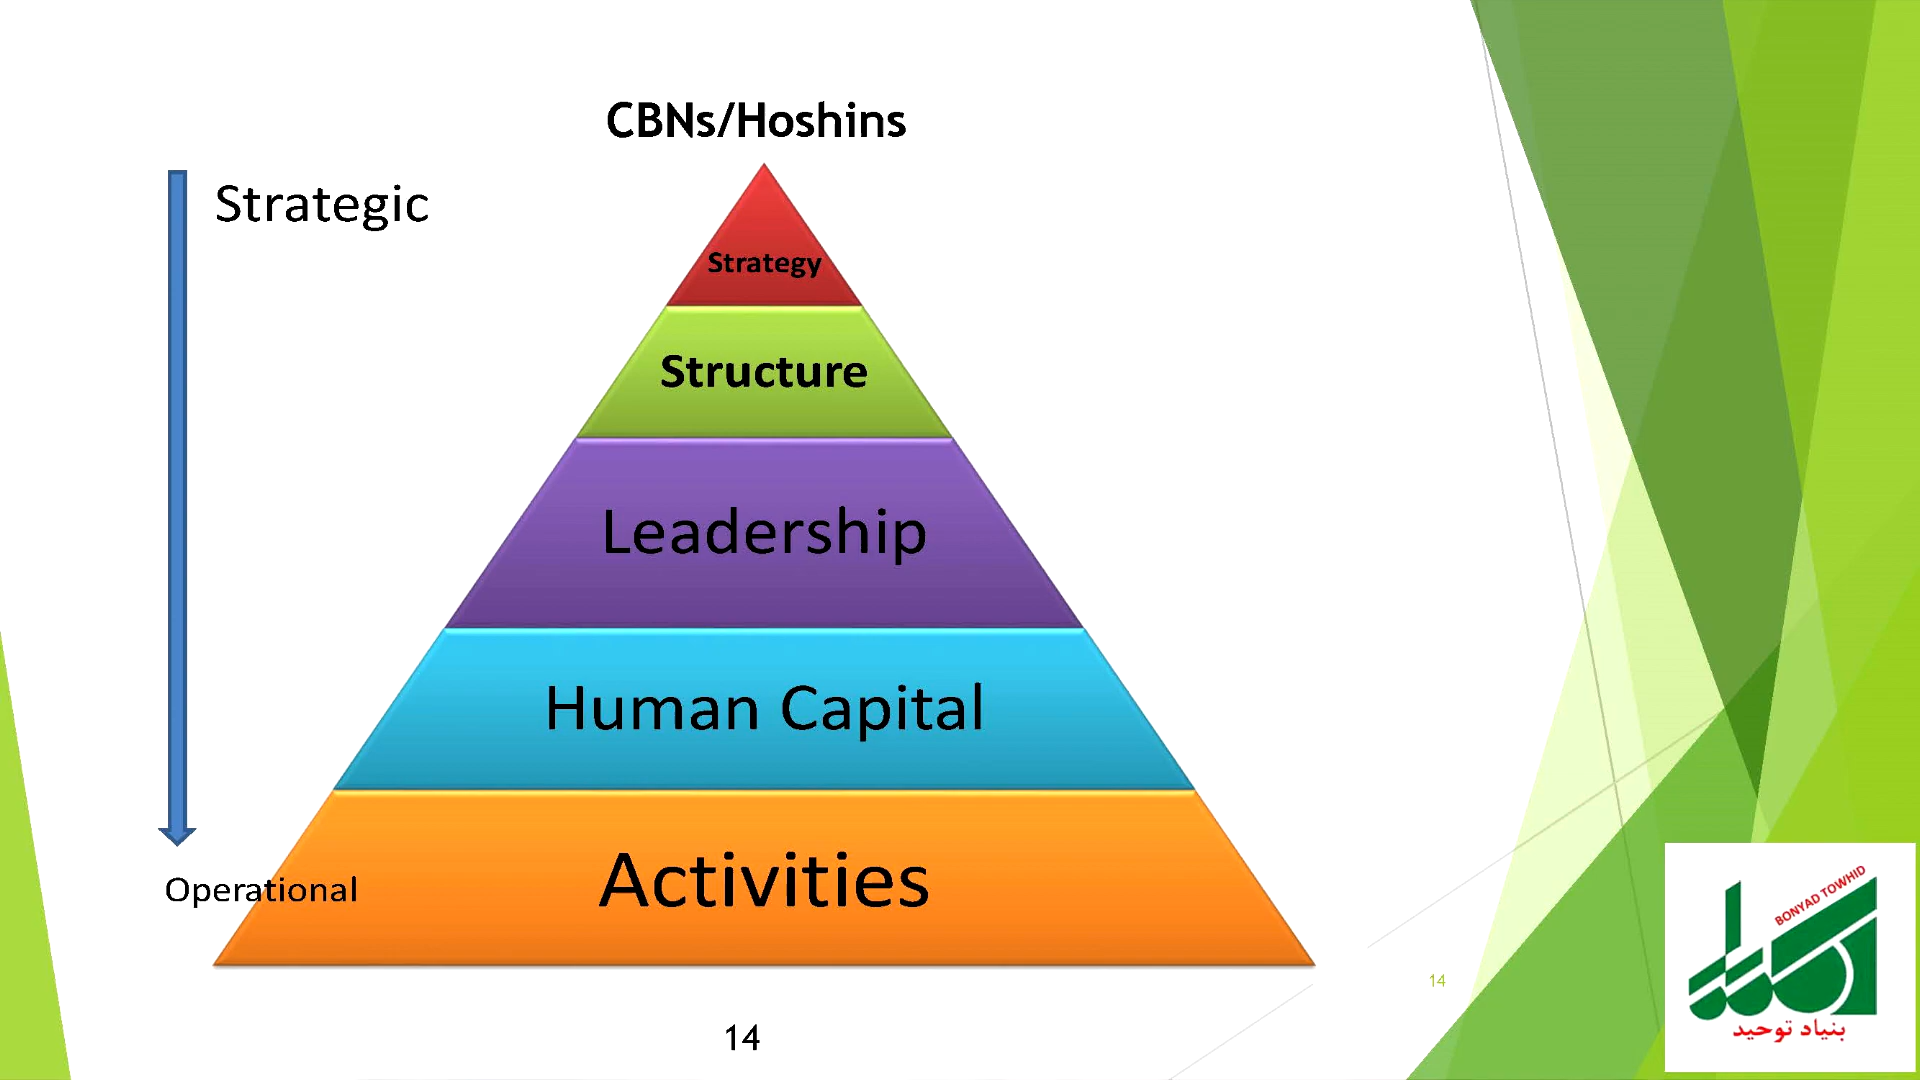 CBNs/Hoshins
Strategic
Strategy
Structure
Leadership
Human Capital
Activities
Operational
14
14
BONYAD TOWHID
بنیاد توحید